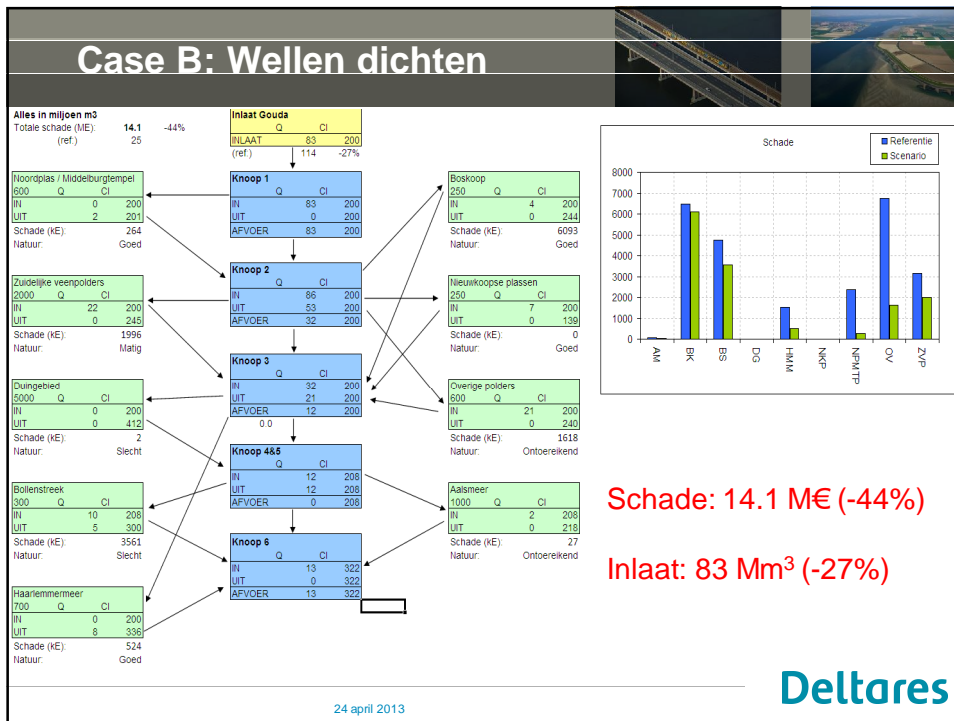 Case B: Wellen dichten
Alles in miljoen m3
Totale schade (ME): 14.1 -44%
(ref:) 25
Inlaat Gouda
Q Cl
INLAAT 83 200
(ref:) 114 -27%
Noordplas / Middelburgtempel
600 Q Cl
IN 0 200
UIT 2 201
Schade (kE): 264
Natuur: Goed
Knoop 1
Q Cl
IN 83 200
UIT 0 200
AFVOER 83 200
Boskoop
250 Q Cl
IN 4 200
UIT 0 244
Schade (kE): 6093
Natuur: Goed
Zuidelijke veenpolders
2000 Q Cl
IN 22 200
UIT 0 245
Schade (kE): 1996
Natuur: Matig
Knoop 2
Q Cl
IN 86 200
UIT 53 200
AFVOER 32 200
Nieuwkoopse plassen
250 Q Cl
IN 7 200
UIT 0 139
Schade (kE): 0
Natuur: Goed
Duingebied
5000 Q Cl
IN 0 200
UIT 0 412
Schade (kE): 2
Natuur: Slecht
Knoop 3
Q Cl
IN 32 200
UIT 21 200
AFVOER 12 200
0.0
Overige polders
600 Q Cl
IN 21 200
UIT 0 240
Schade (kE): 1618
Natuur: Ontoereikend
Bollenstreek
300 Q Cl
IN 10 208
UIT 5 300
Schade (kE): 3561
Natuur: Slecht
Knoop 4&5
Q Cl
IN 12 208
UIT 12 208
AFVOER 0 208
Aalsmeer
1000 Q Cl
IN 2 208
UIT 0 218
Schade (kE): 27
Natuur: Ontoereikend
Haarlemmermeer
700 Q Cl
IN 0 200
UIT 8 336
Schade (kE): 524
Natuur: Goed
Knoop 6
Q Cl
IN 13 322
UIT 0 322
AFVOER 13 322
Schade
Referentie
Scenario
8000
7000
6000
5000
4000
3000
2000
1000
0
AM BK BS DG HMM NKP NPMTP OV ZVP
Schade: 14.1 M€ (-44%)
Inlaat: 83 Mm³ (-27%)
Deltares
24 april 2013